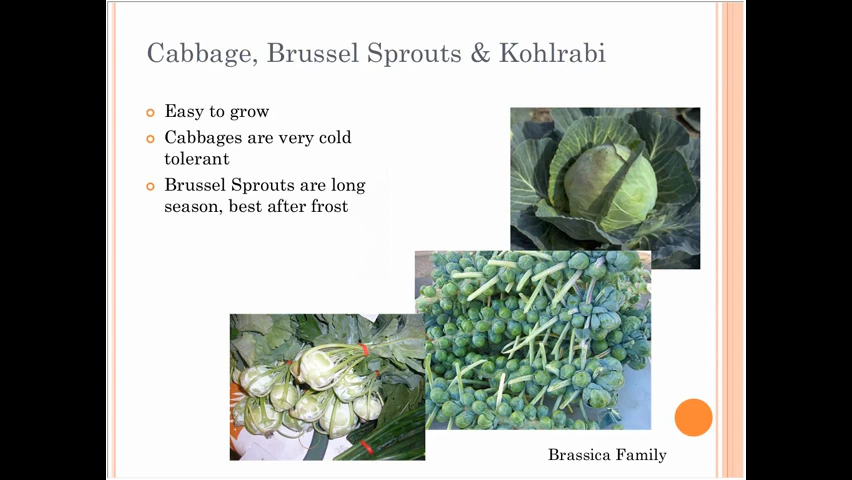 Cabbage, Brussel Sprouts & Kohlrabi
Easy to grow
Cabbages are very cold
tolerant
Brussel Sprouts are long
season, best after frost
Brassica Family